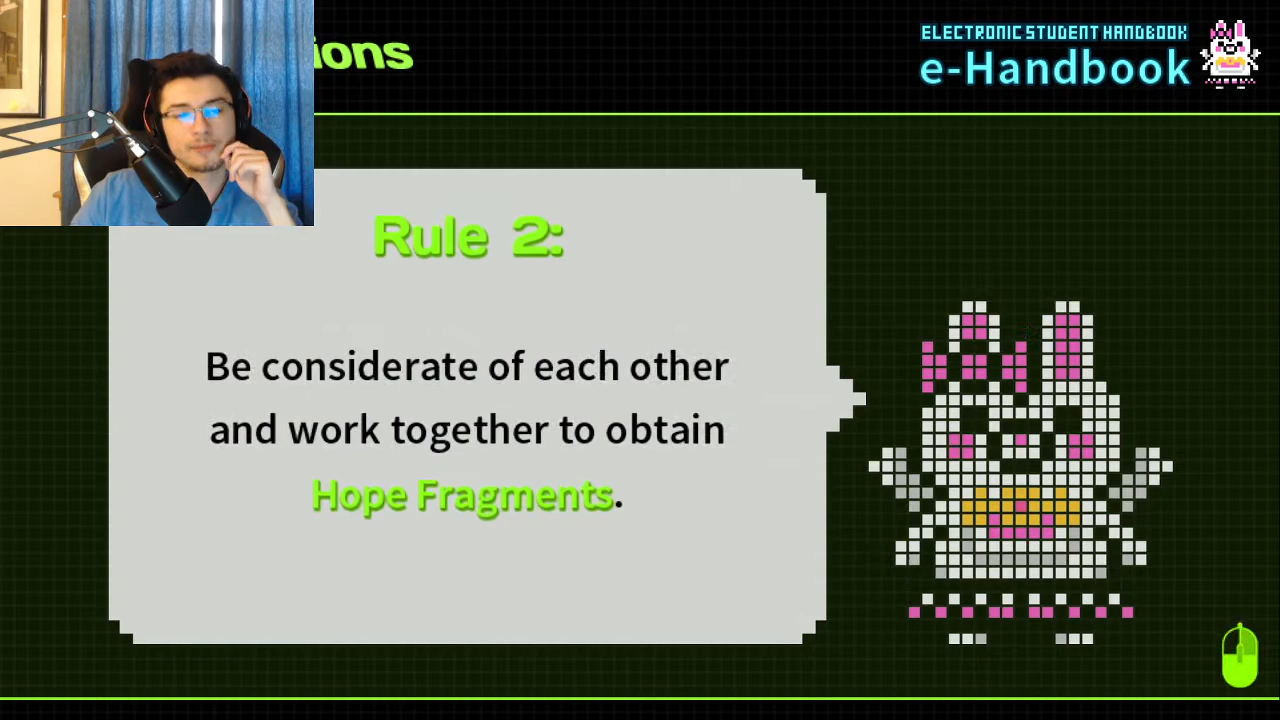 ions
ELECTRONIC STUDENT HANDBOOK
e-Handbook
Rule 2:
Be considerate of each other
and work together to obtain
Hope Fragments.